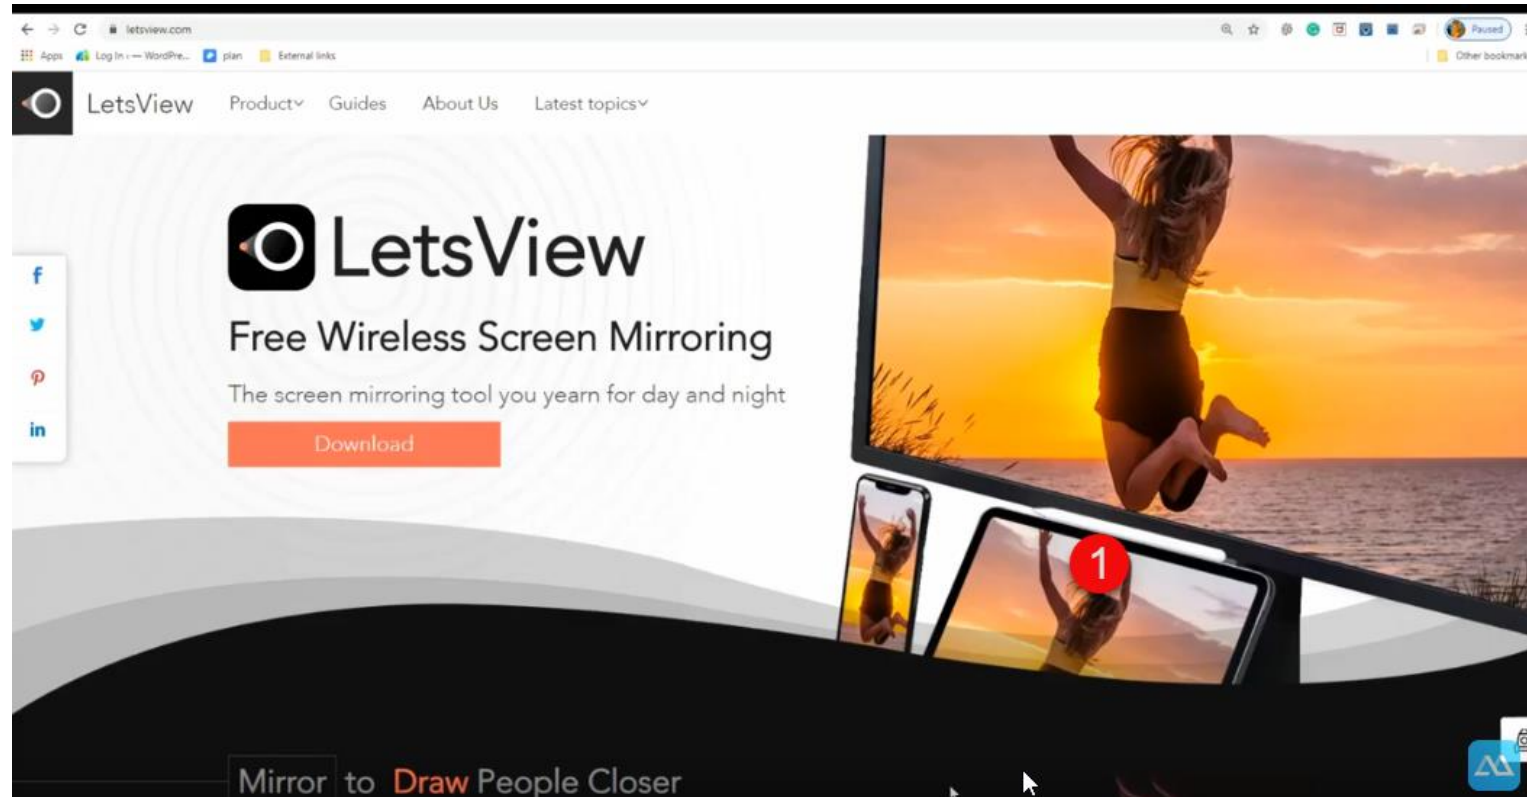 letsview.com
Paused
Apps Log In ‹ — WordPre... plan External links
Other bookmark
LetsView Product Guides About Us Latest topics
LetsView
Free Wireless Screen Mirroring
The screen mirroring tool you yearn for day and night
Download
f
in
1
Mirror to Draw People Closer